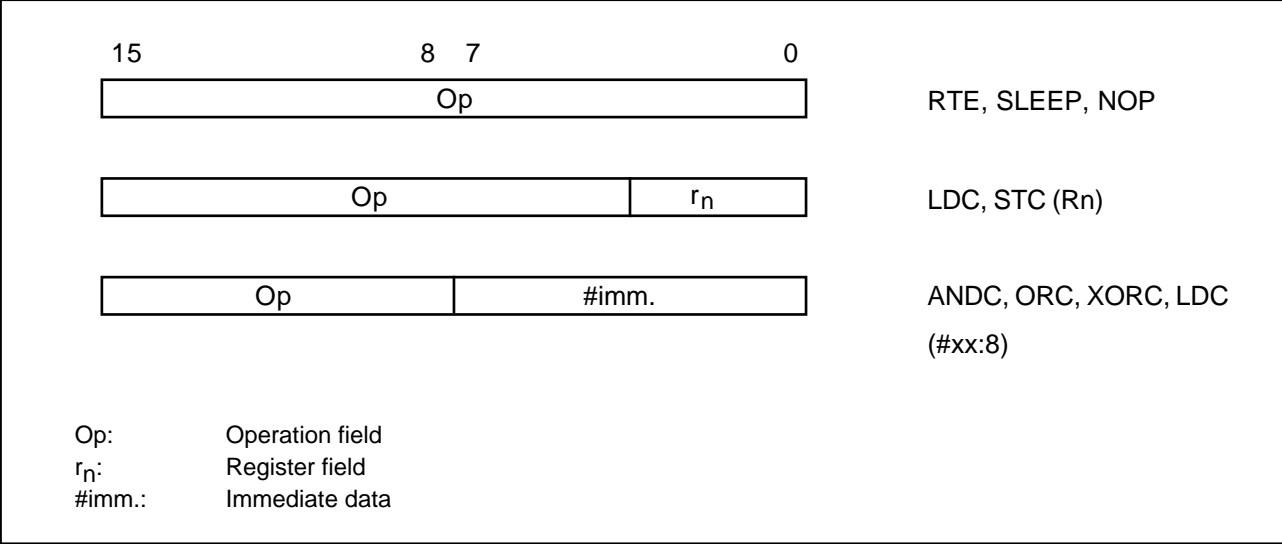 15 8 7 0
Op RTE, SLEEP, NOP
Op rn LDC, STC (Rn)
Op #imm. ANDC, ORC, XORC, LDC
(#xx:8)
Op: Operation field
rn: Register field
#imm.: Immediate data